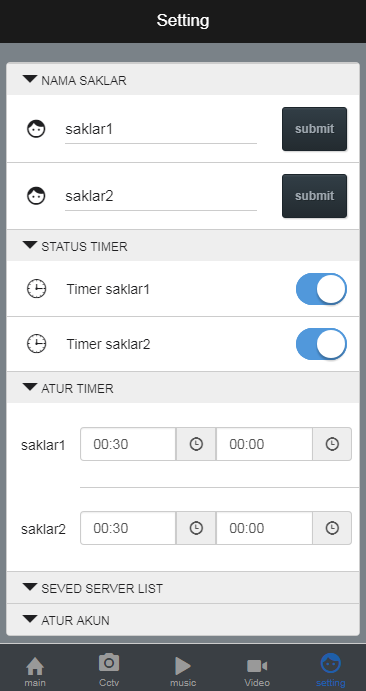 Setting
NAMA SAKLAR
saklar1 submit
saklar2 submit
STATUS TIMER
Timer saklar1
Timer saklar2
ATUR TIMER
saklar1 00:30 00:00
saklar2 00:30 00:00
SEVED SERVER LIST
ATUR AKUN
main Cctv music Video setting